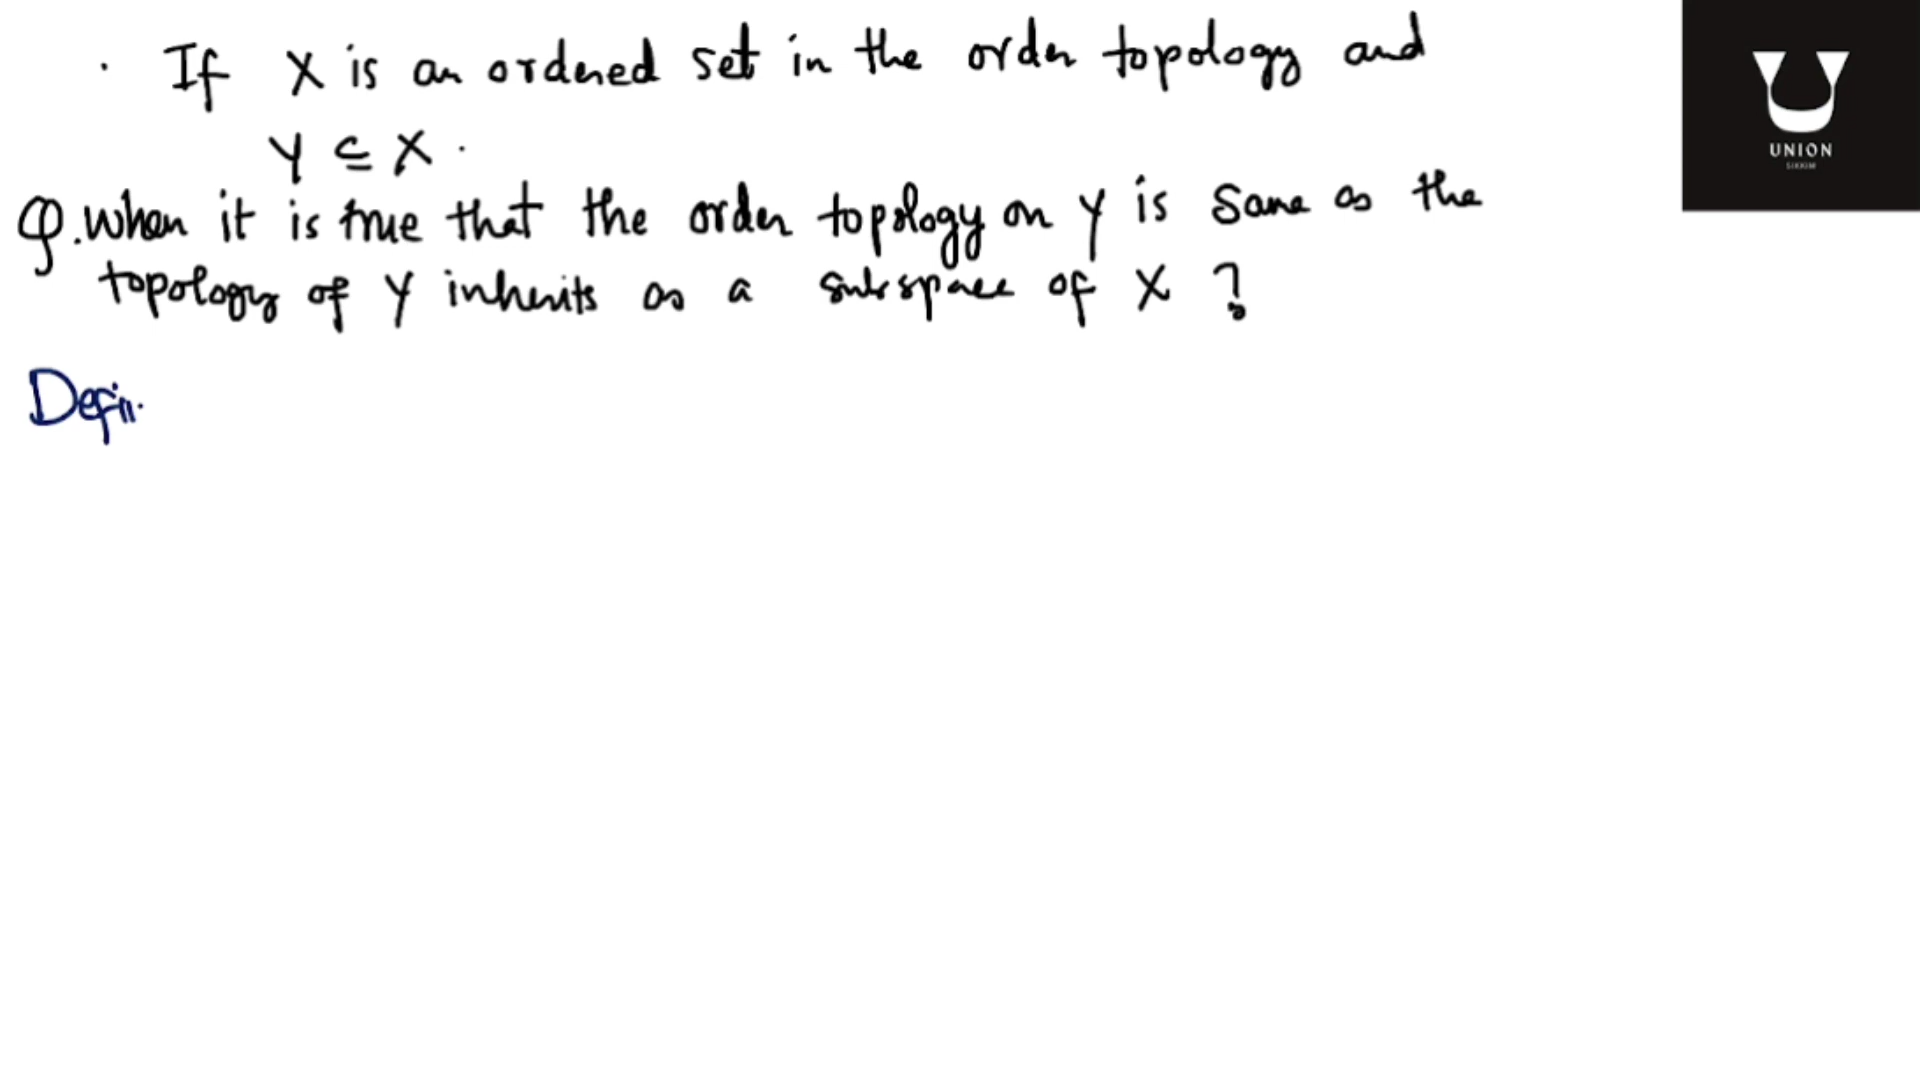 · If X is an ordered set in the order topology and
Y ⊆ X .
Q. When it is true that the order topology on Y is same as the
topology of Y inherits as a subspace of X ?
Defi
UNION
SIKKIM